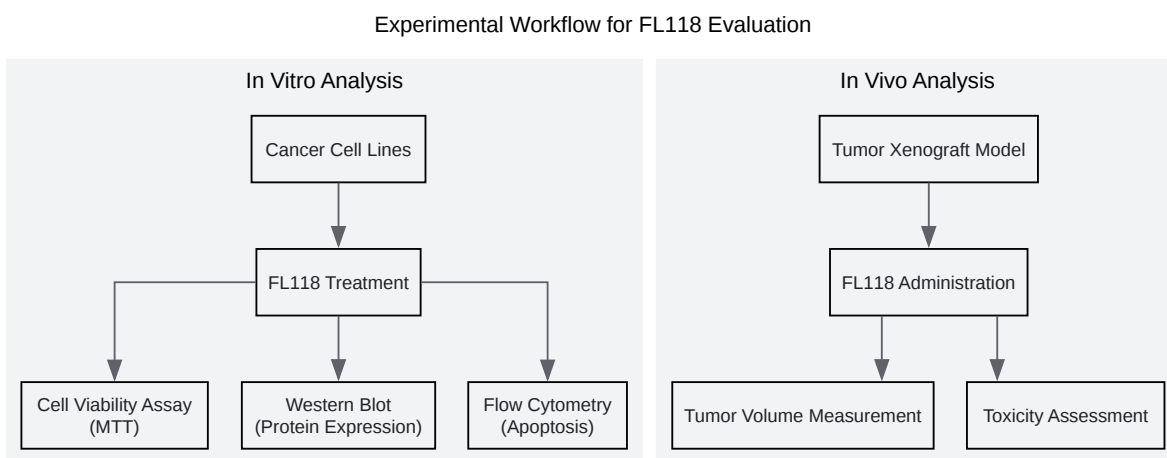 Experimental Workflow for FL118 Evaluation
In Vitro Analysis
Cancer Cell Lines
FL118 Treatment
Cell Viability Assay
(MTT)
Western Blot
(Protein Expression)
Flow Cytometry
(Apoptosis)
In Vivo Analysis
Tumor Xenograft Model
FL118 Administration
Tumor Volume Measurement
Toxicity Assessment